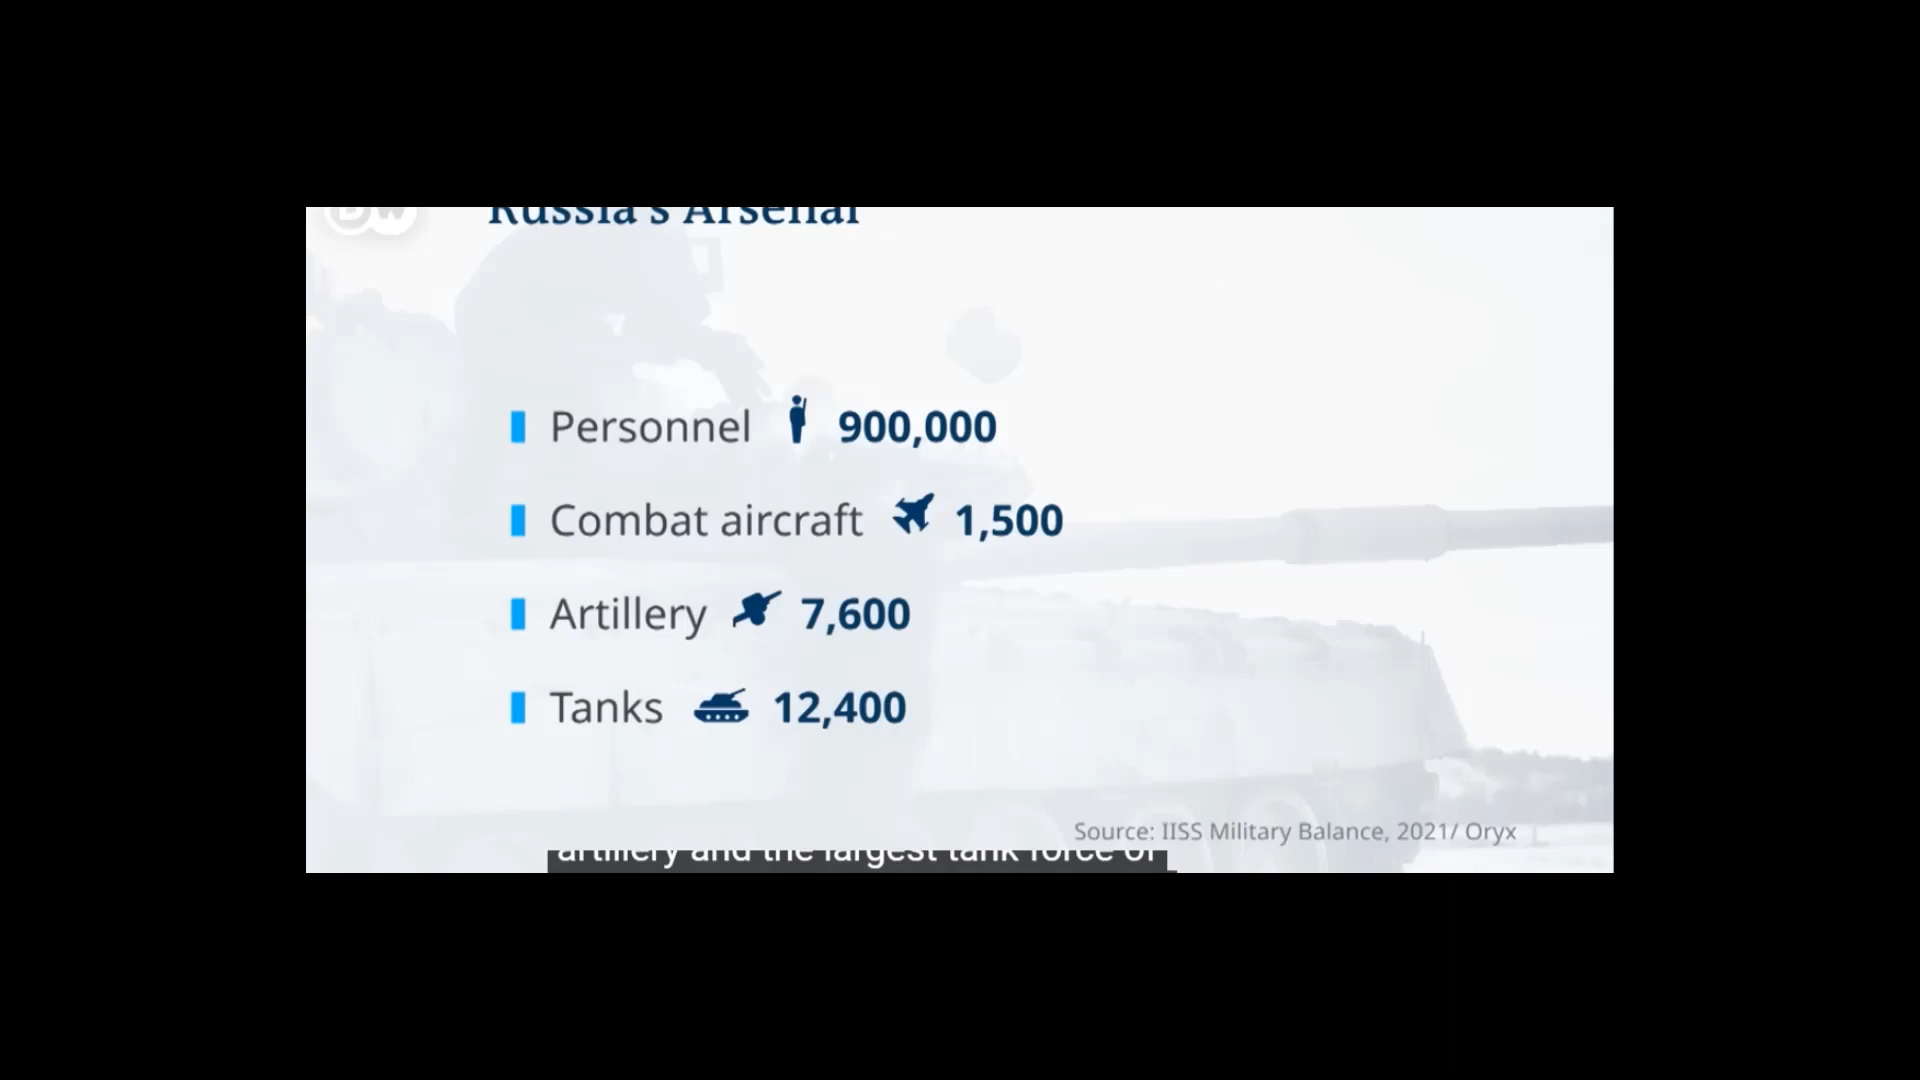 DW
Russia's Arsenal
Personnel 900,000
Combat aircraft 1,500
Artillery 7,600
Tanks 12,400
Source: IISS Military Balance, 2021/ Oryx
artillery and the largest tank force of